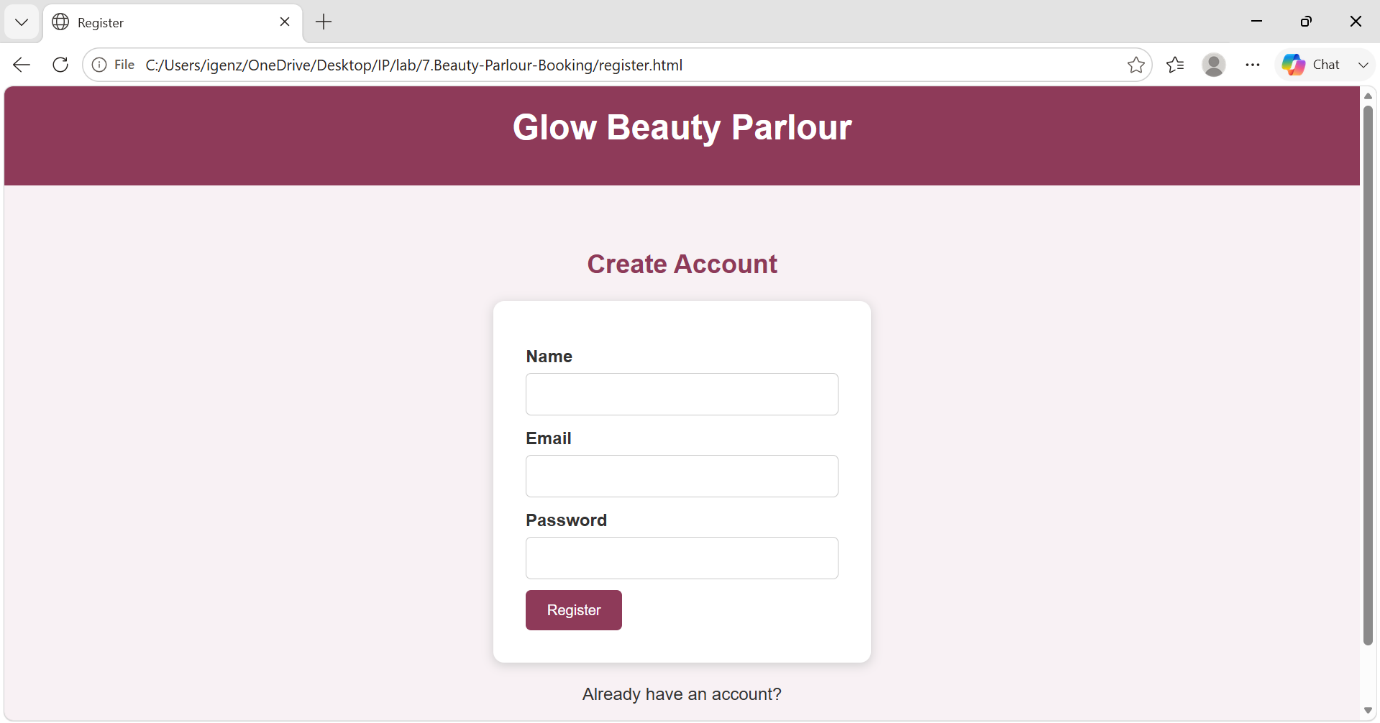 Register
File C:/Users/igenz/OneDrive/Desktop/IP/lab/7.Beauty-Parlour-Booking/register.html
Chat
Glow Beauty Parlour
Create Account
Name
Email
Password
Register
Already have an account?